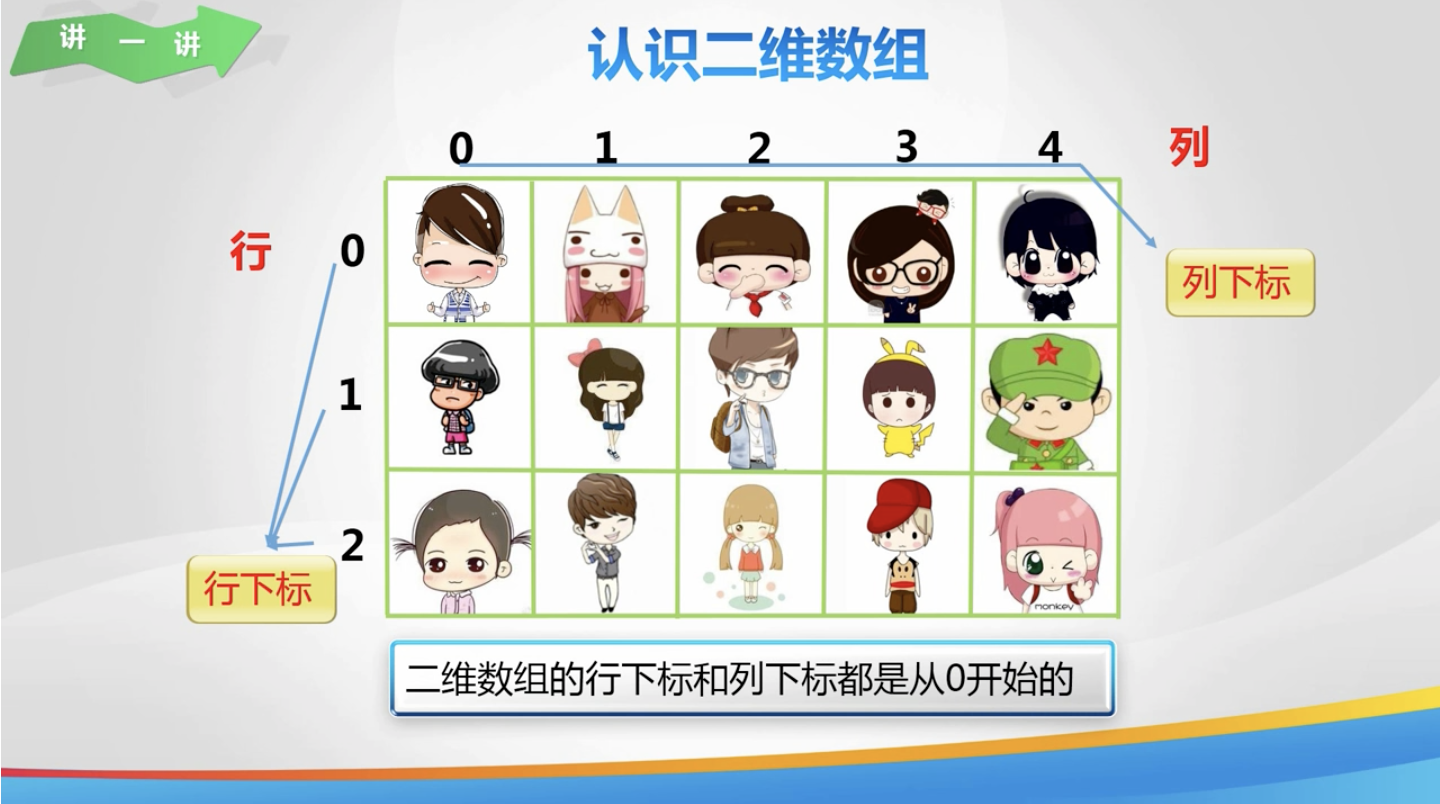 讲一讲
认识二维数组
0 1 2 3 4 列
行 0
列下标
1
2
行下标
monkey
二维数组的行下标和列下标都是从0开始的